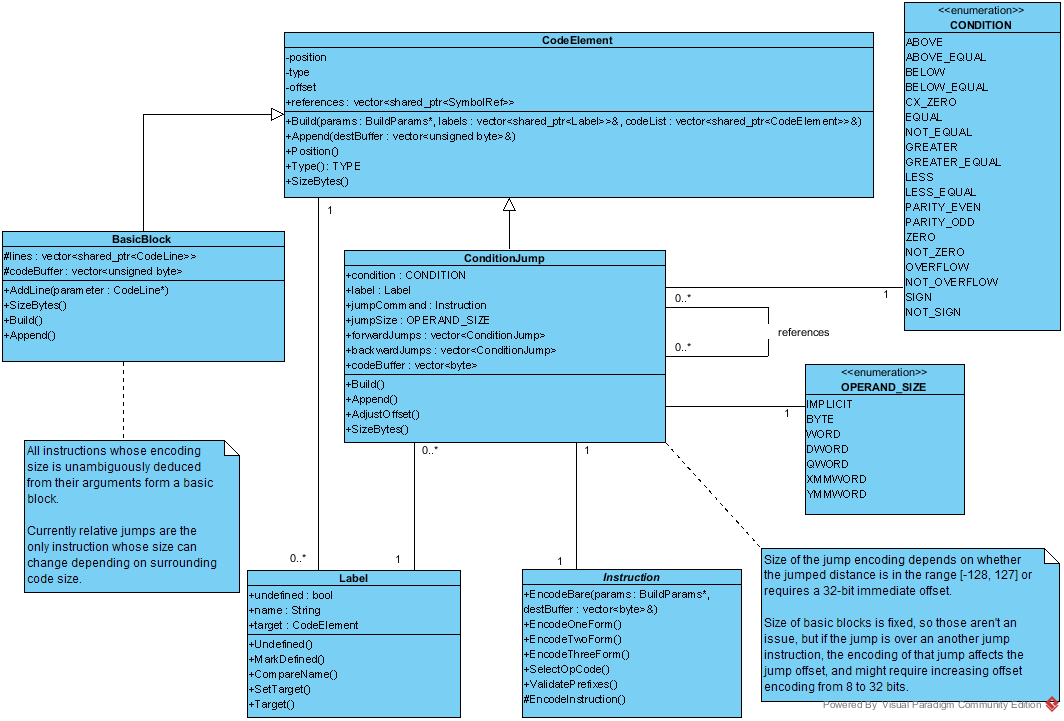 <<enumeration>>
CONDITION
ABOVE
ABOVE_EQUAL
BELOW
BELOW_EQUAL
CX_ZERO
EQUAL
NOT_EQUAL
GREATER
GREATER_EQUAL
LESS
LESS_EQUAL
PARITY_EVEN
PARITY_ODD
ZERO
NOT_ZERO
OVERFLOW
NOT_OVERFLOW
SIGN
NOT_SIGN
CodeElement
-position
-type
-offset
+references : vector<shared_ptr<SymbolRef>>
+Build(params : BuildParams*, labels : vector<shared_ptr<Label>>&, codeList : vector<shared_ptr<CodeElement>>&)
+Append(destBuffer : vector<unsigned byte>&)
+Position()
+Type() : TYPE
+SizeBytes()
1
BasicBlock
#lines : vector<shared_ptr<CodeLine>>
#codeBuffer : vector<unsigned byte>
+AddLine(parameter : CodeLine*)
+SizeBytes()
+Build()
+Append()
ConditionJump
+condition : CONDITION
+label : Label
+jumpCommand : Instruction
+jumpSize : OPERAND_SIZE
+forwardJumps : vector<ConditionJump>
+backwardJumps : vector<ConditionJump>
+codeBuffer : vector<byte>
+Build()
+Append()
+AdjustOffset()
+SizeBytes()
0..*
1
references
0..*
<<enumeration>>
OPERAND_SIZE
IMPLICIT
BYTE
WORD
DWORD
QWORD
XMMWORD
YMMWORD
1
0..*
1
All instructions whose encoding
size is unambiguously deduced
from their arguments form a basic
block.
Currently relative jumps are the
only instruction whose size can
change depending on surrounding
code size.
0..*
1
1
Label
+undefined : bool
+name : String
+target : CodeElement
+Undefined()
+MarkDefined()
+CompareName()
+SetTarget()
+Target()
Instruction
+EncodeBare(params : BuildParams*,
destBuffer : vector<byte>&)
+EncodeOneForm()
+EncodeTwoForm()
+EncodeThreeForm()
+SelectOpCode()
+ValidatePrefixes()
#EncodeInstruction()
Size of the jump encoding depends on whether
the jumped distance is in the range [-128, 127] or
requires a 32-bit immediate offset.
Size of basic blocks is fixed, so those aren't an
issue, but if the jump is over an another jump
instruction, the encoding of that jump affects the
jump offset, and might require increasing offset
encoding from 8 to 32 bits.
Powered By Visual Paradigm Community Edition